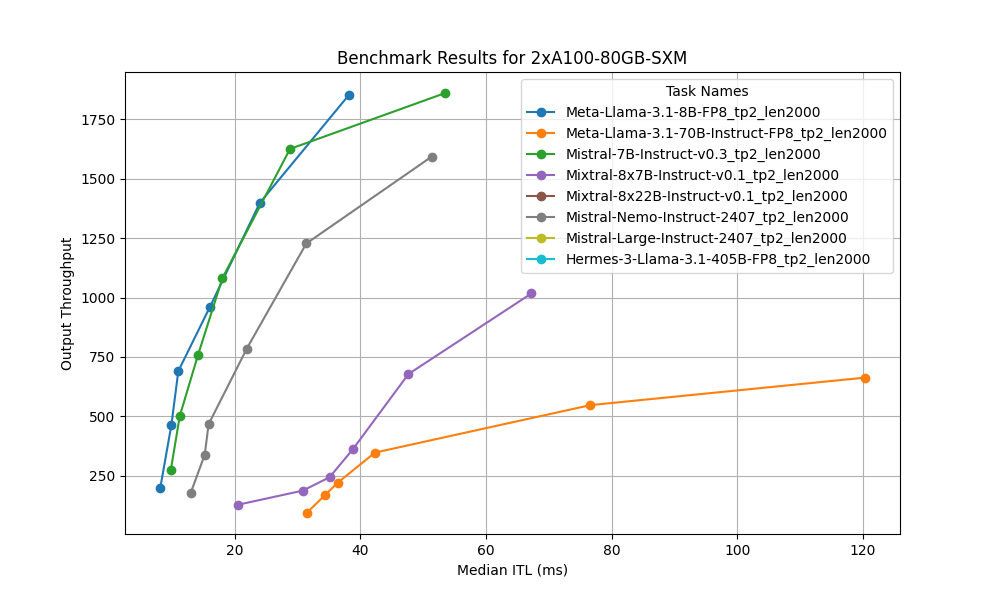 Benchmark Results for 2xA100-80GB-SXM
Task Names
Meta-Llama-3.1-8B-FP8_tp2_len2000
Meta-Llama-3.1-70B-Instruct-FP8_tp2_len2000
Mistral-7B-Instruct-v0.3_tp2_len2000
Mixtral-8x7B-Instruct-v0.1_tp2_len2000
Mixtral-8x22B-Instruct-v0.1_tp2_len2000
Mistral-Nemo-Instruct-2407_tp2_len2000
Mistral-Large-Instruct-2407_tp2_len2000
Hermes-3-Llama-3.1-405B-FP8_tp2_len2000
Output Throughput
1750
1500
1250
1000
750
500
250
20 40 60 80 100 120
Median ITL (ms)